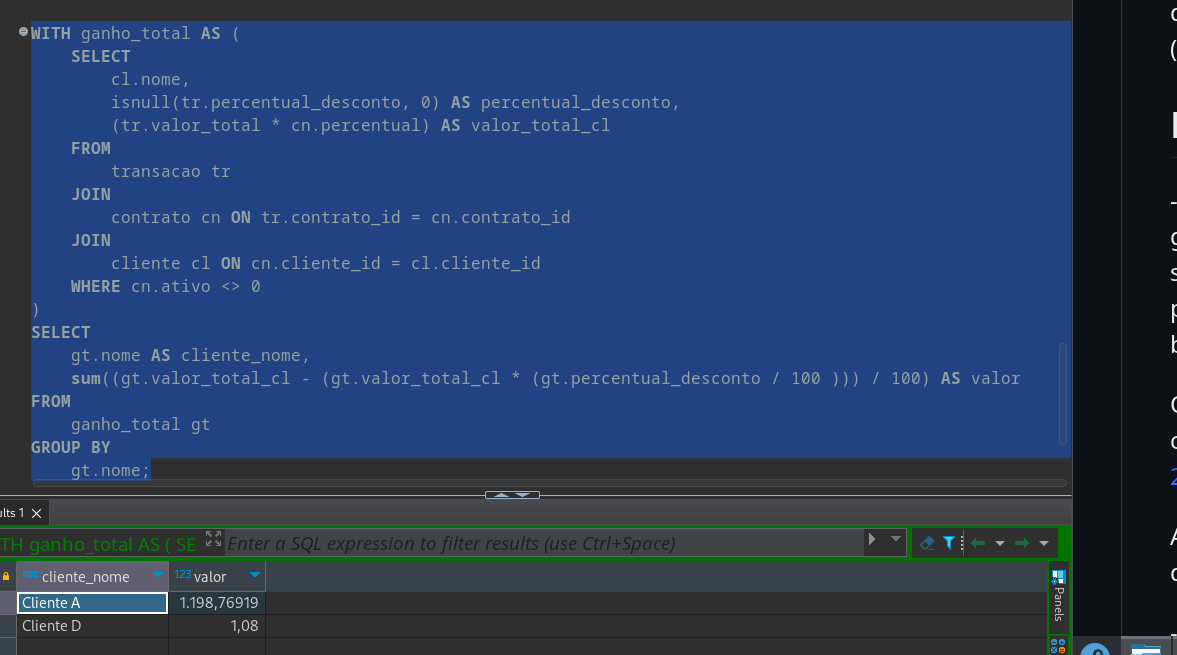 WITH ganho_total AS (
SELECT
cl.nome,
isnull(tr.percentual_desconto, 0) AS percentual_desconto,
(tr.valor_total * cn.percentual) AS valor_total_cl
FROM
transacao tr
JOIN
contrato cn ON tr.contrato_id = cn.contrato_id
JOIN
cliente cl ON cn.cliente_id = cl.cliente_id
WHERE cn.ativo <> 0
)
SELECT
gt.nome AS cliente_nome,
sum((gt.valor_total_cl - (gt.valor_total_cl * (gt.percentual_desconto / 100 ))) / 100) AS valor
FROM
ganho_total gt
GROUP BY
gt.nome;
ults 1
TH ganho_total AS ( SE Enter a SQL expression to filter results (use Ctrl+Space)
ABC cliente_nome 123 valor
Cliente A 1.198,76919
Cliente D 1,08
Panels